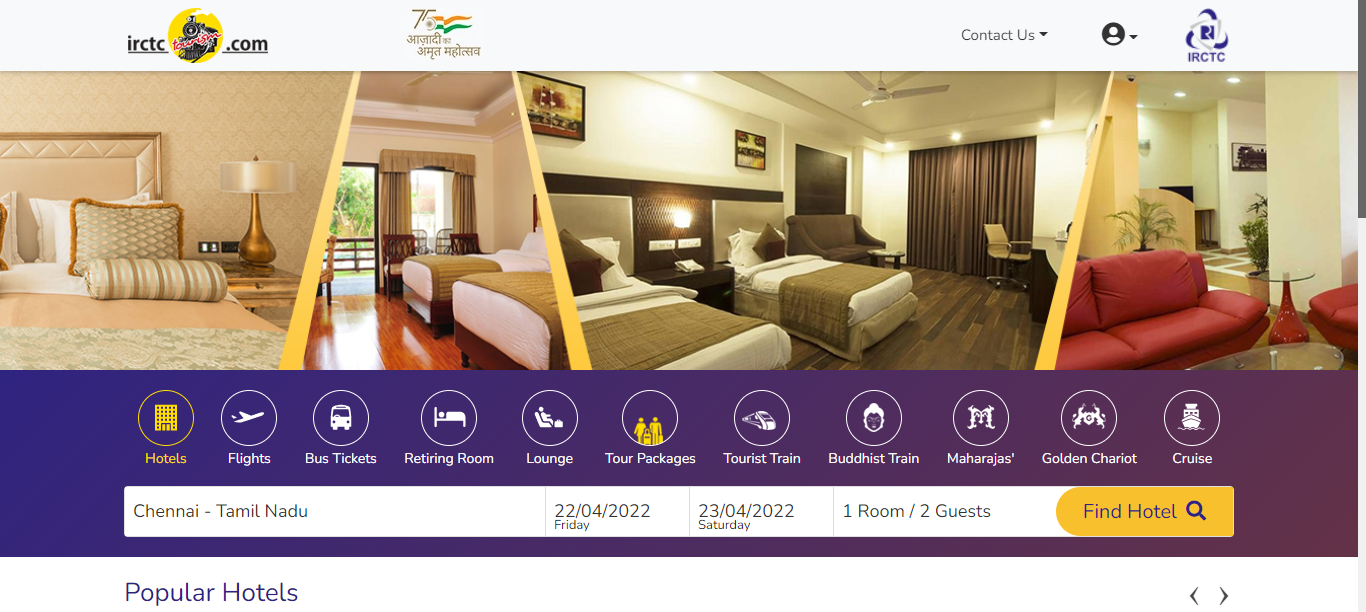 irctc tourism .com
75
आज़ादी का
अमृत महोत्सव
Contact Us
IRCTC
Hotels
Flights
Bus Tickets
Retiring Room
Lounge
Tour Packages
Tourist Train
Buddhist Train
Maharajas'
Golden Chariot
Cruise
Chennai - Tamil Nadu
22/04/2022
Friday
23/04/2022
Saturday
1 Room / 2 Guests
Find Hotel
Popular Hotels